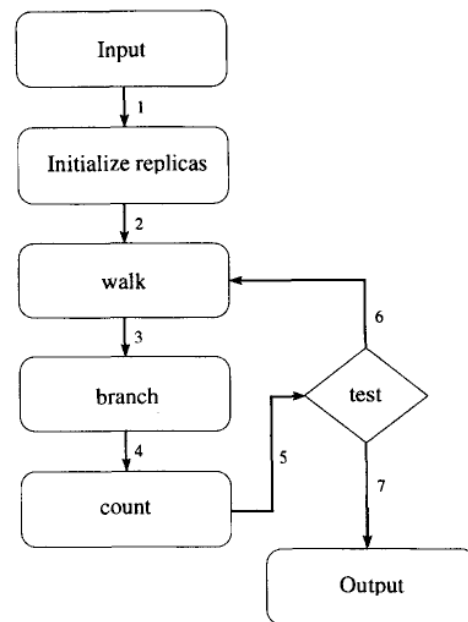 Input
1
Initialize replicas
2
walk
6
3
branch
test
4
5
7
count
Output